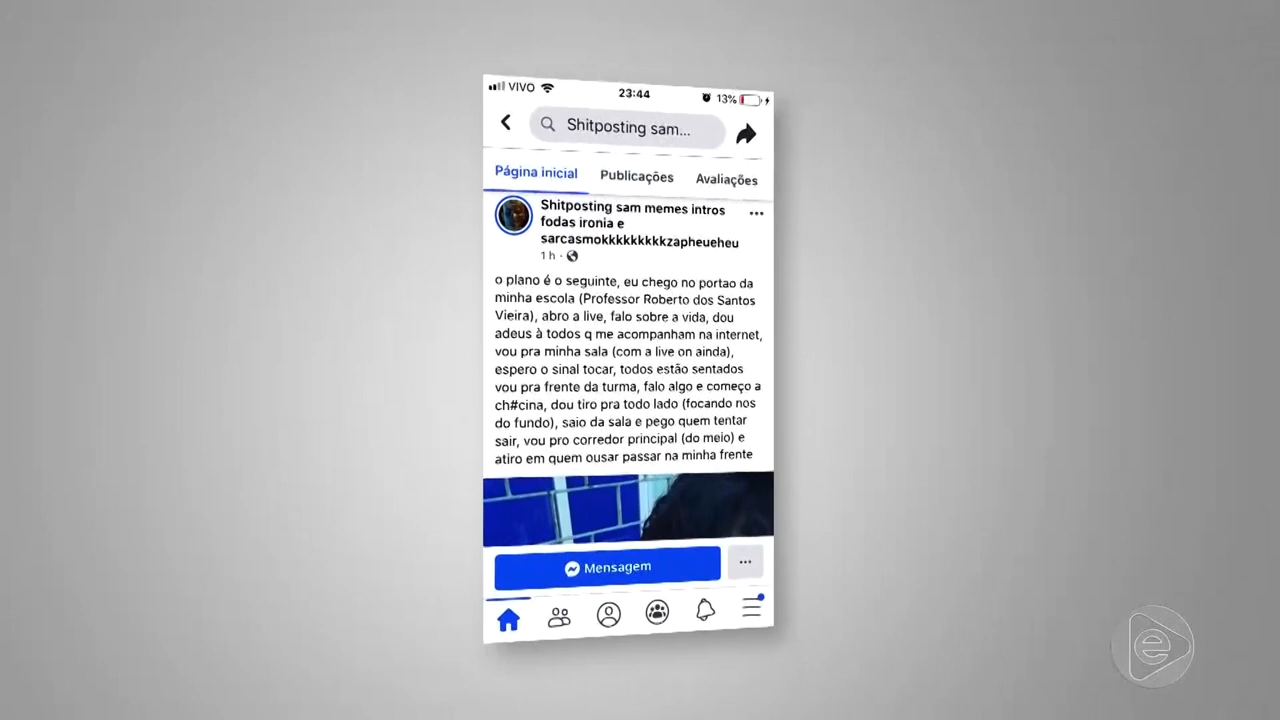 VIVO 23:44 13%
Shitposting sam...
Página inicial Publicações Avaliações
Shitposting sam memes intros
fodas ironia e
sarcasmokkkkkkkkkzapheueheu
1 h ·
o plano é o seguinte, eu chego no portao da
minha escola (Professor Roberto dos Santos
Vieira), abro a live, falo sobre a vida, dou
adeus à todos q me acompanham na internet,
vou pra minha sala (com a live on ainda),
espero o sinal tocar, todos estão sentados
vou pra frente da turma, falo algo e começo a
ch#cina, dou tiro pra todo lado (focando nos
do fundo), saio da sala e pego quem tentar
sair, vou pro corredor principal (do meio) e
atiro em quem ousar passar na minha frente
Mensagem
e